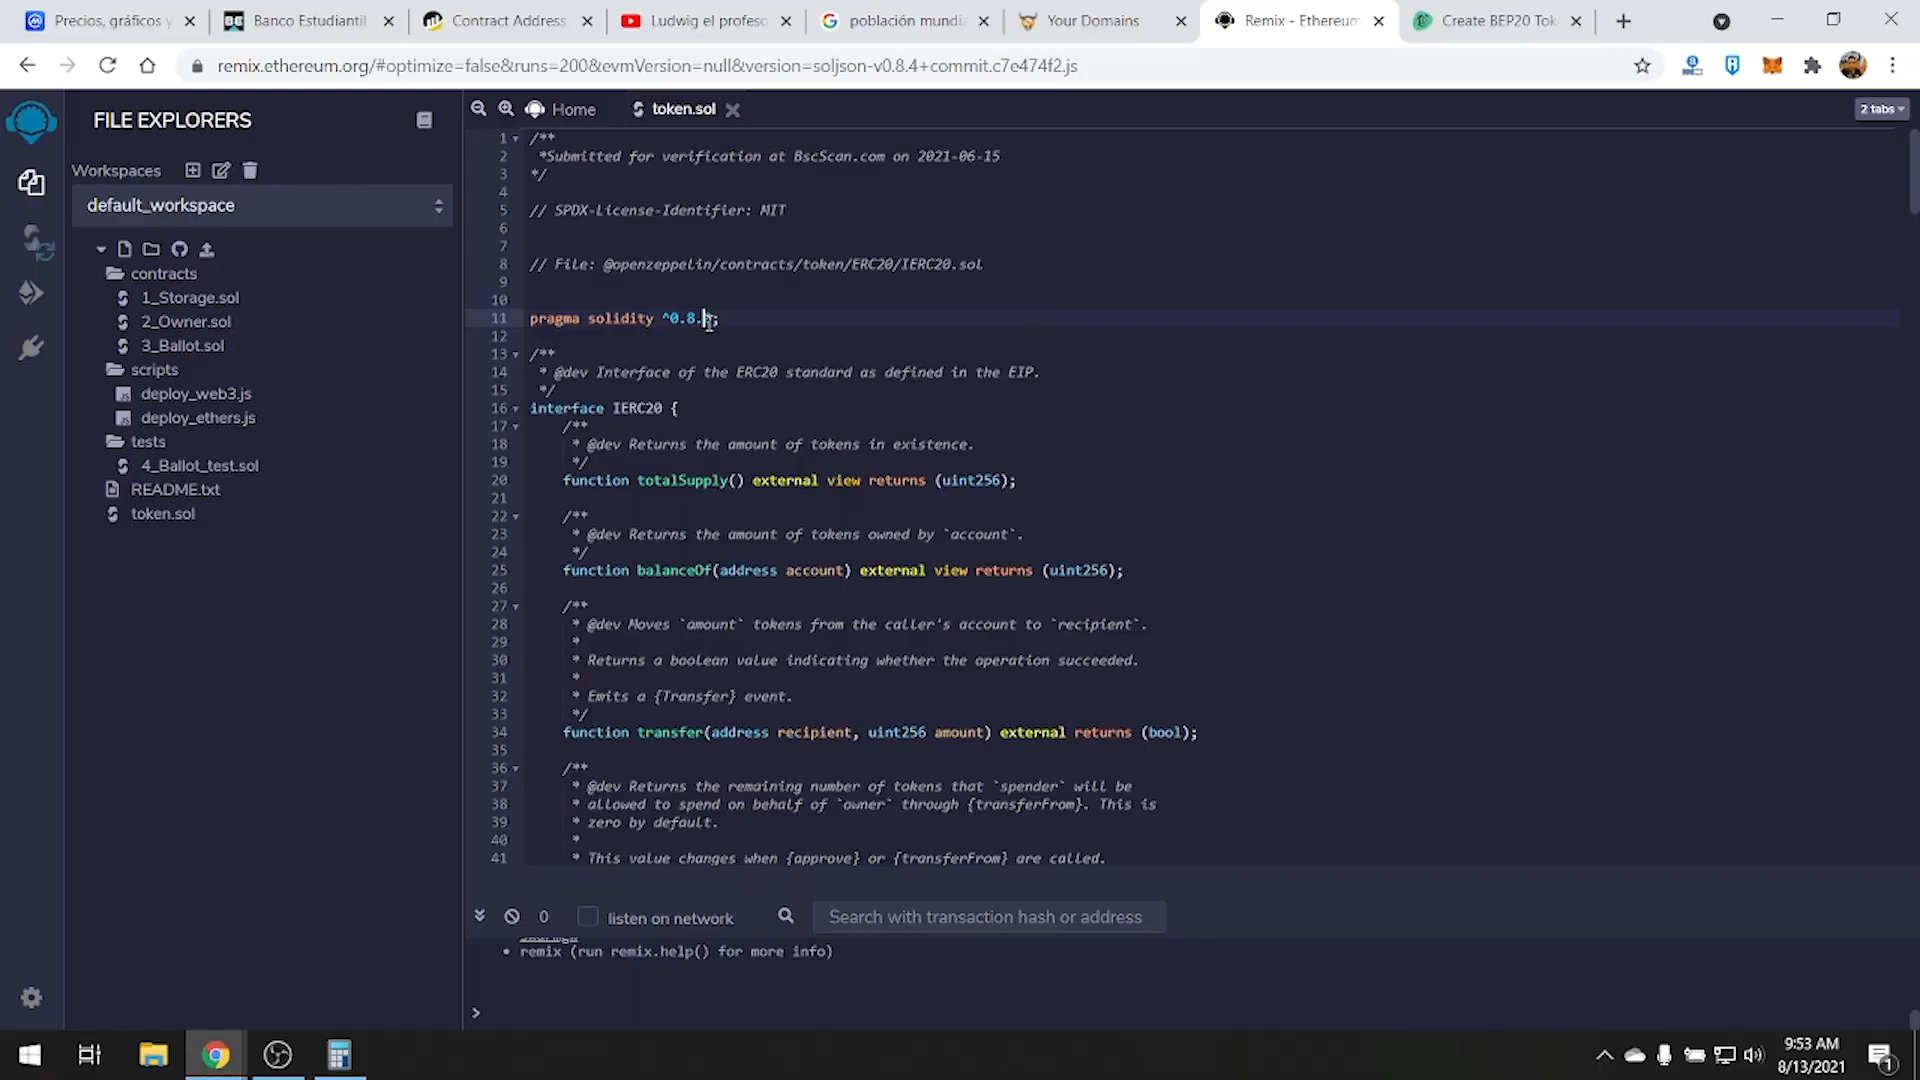 Precios, gráficos y
Banco Estudiantil
Contract Address
Ludwig el profeso
población mundia
Your Domains
Remix - Ethereum
Create BEP20 Tok
remix.ethereum.org/#optimize=false&runs=200&evmVersion=null&version=soljson-v0.8.4+commit.c7e474f2.js
FILE EXPLORERS
Workspaces
default_workspace
contracts
1_Storage.sol
2_Owner.sol
3_Ballot.sol
scripts
deploy_web3.js
deploy_ethers.js
tests
4_Ballot_test.sol
README.txt
token.sol
Home
token.sol
2 tabs
1 /**
2 *Submitted for verification at BscScan.com on 2021-06-15
3 */
4
5 // SPDX-License-Identifier: MIT
6
7
8 // File: @openzeppelin/contracts/token/ERC20/IERC20.sol
9
10
11 pragma solidity ^0.8.
12
13 /**
14 * @dev Interface of the ERC20 standard as defined in the EIP.
15 */
16 interface IERC20 {
17 /**
18 * @dev Returns the amount of tokens in existence.
19 */
20 function totalSupply() external view returns (uint256);
21
22 /**
23 * @dev Returns the amount of tokens owned by `account`.
24 */
25 function balanceOf(address account) external view returns (uint256);
26
27 /**
28 * @dev Moves `amount` tokens from the caller's account to `recipient`.
29 *
30 * Returns a boolean value indicating whether the operation succeeded.
31 *
32 * Emits a {Transfer} event.
33 */
34 function transfer(address recipient, uint256 amount) external returns (bool);
35
36 /**
37 * @dev Returns the remaining number of tokens that `spender` will be
38 * allowed to spend on behalf of `owner` through {transferFrom}. This is
39 * zero by default.
40 *
41 * This value changes when {approve} or {transferFrom} are called.
0
listen on network
Search with transaction hash or address
• remix (run remix.help() for more info)
>
9:53 AM
8/13/2021
1